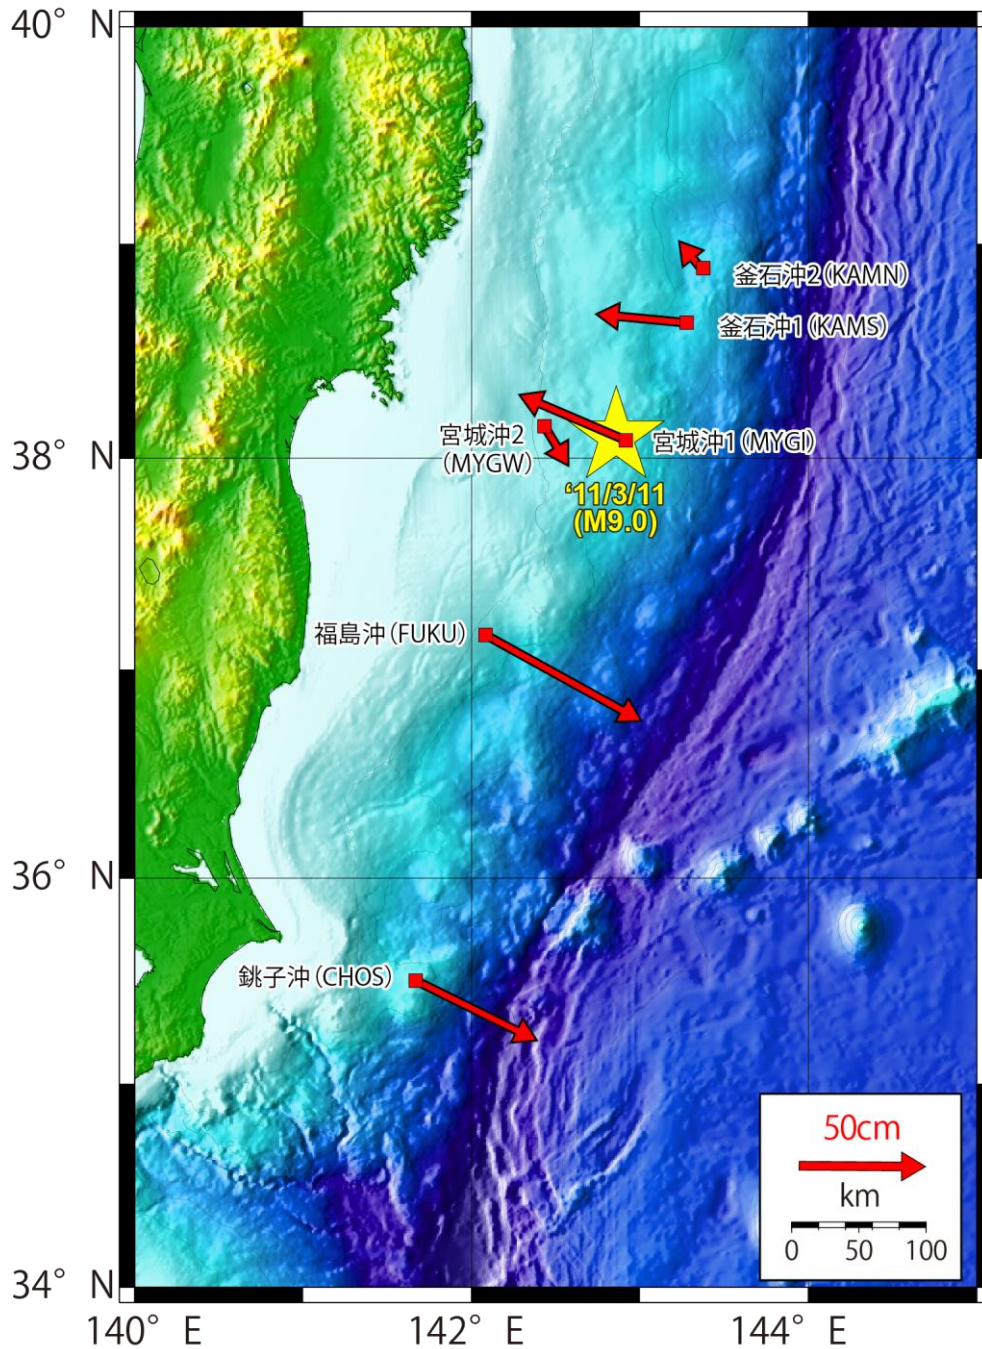 40° N
釜石沖2(KAMN)
釜石沖1(KAMS)
宮城沖2
(MYGW)
宮城沖1(MYGI)
38° N
‘11/3/11
(M9.0)
福島沖(FUKU)
36° N
銚子沖(CHOS)
50cm
km
0 50 100
34° N
140° E 142° E 144° E